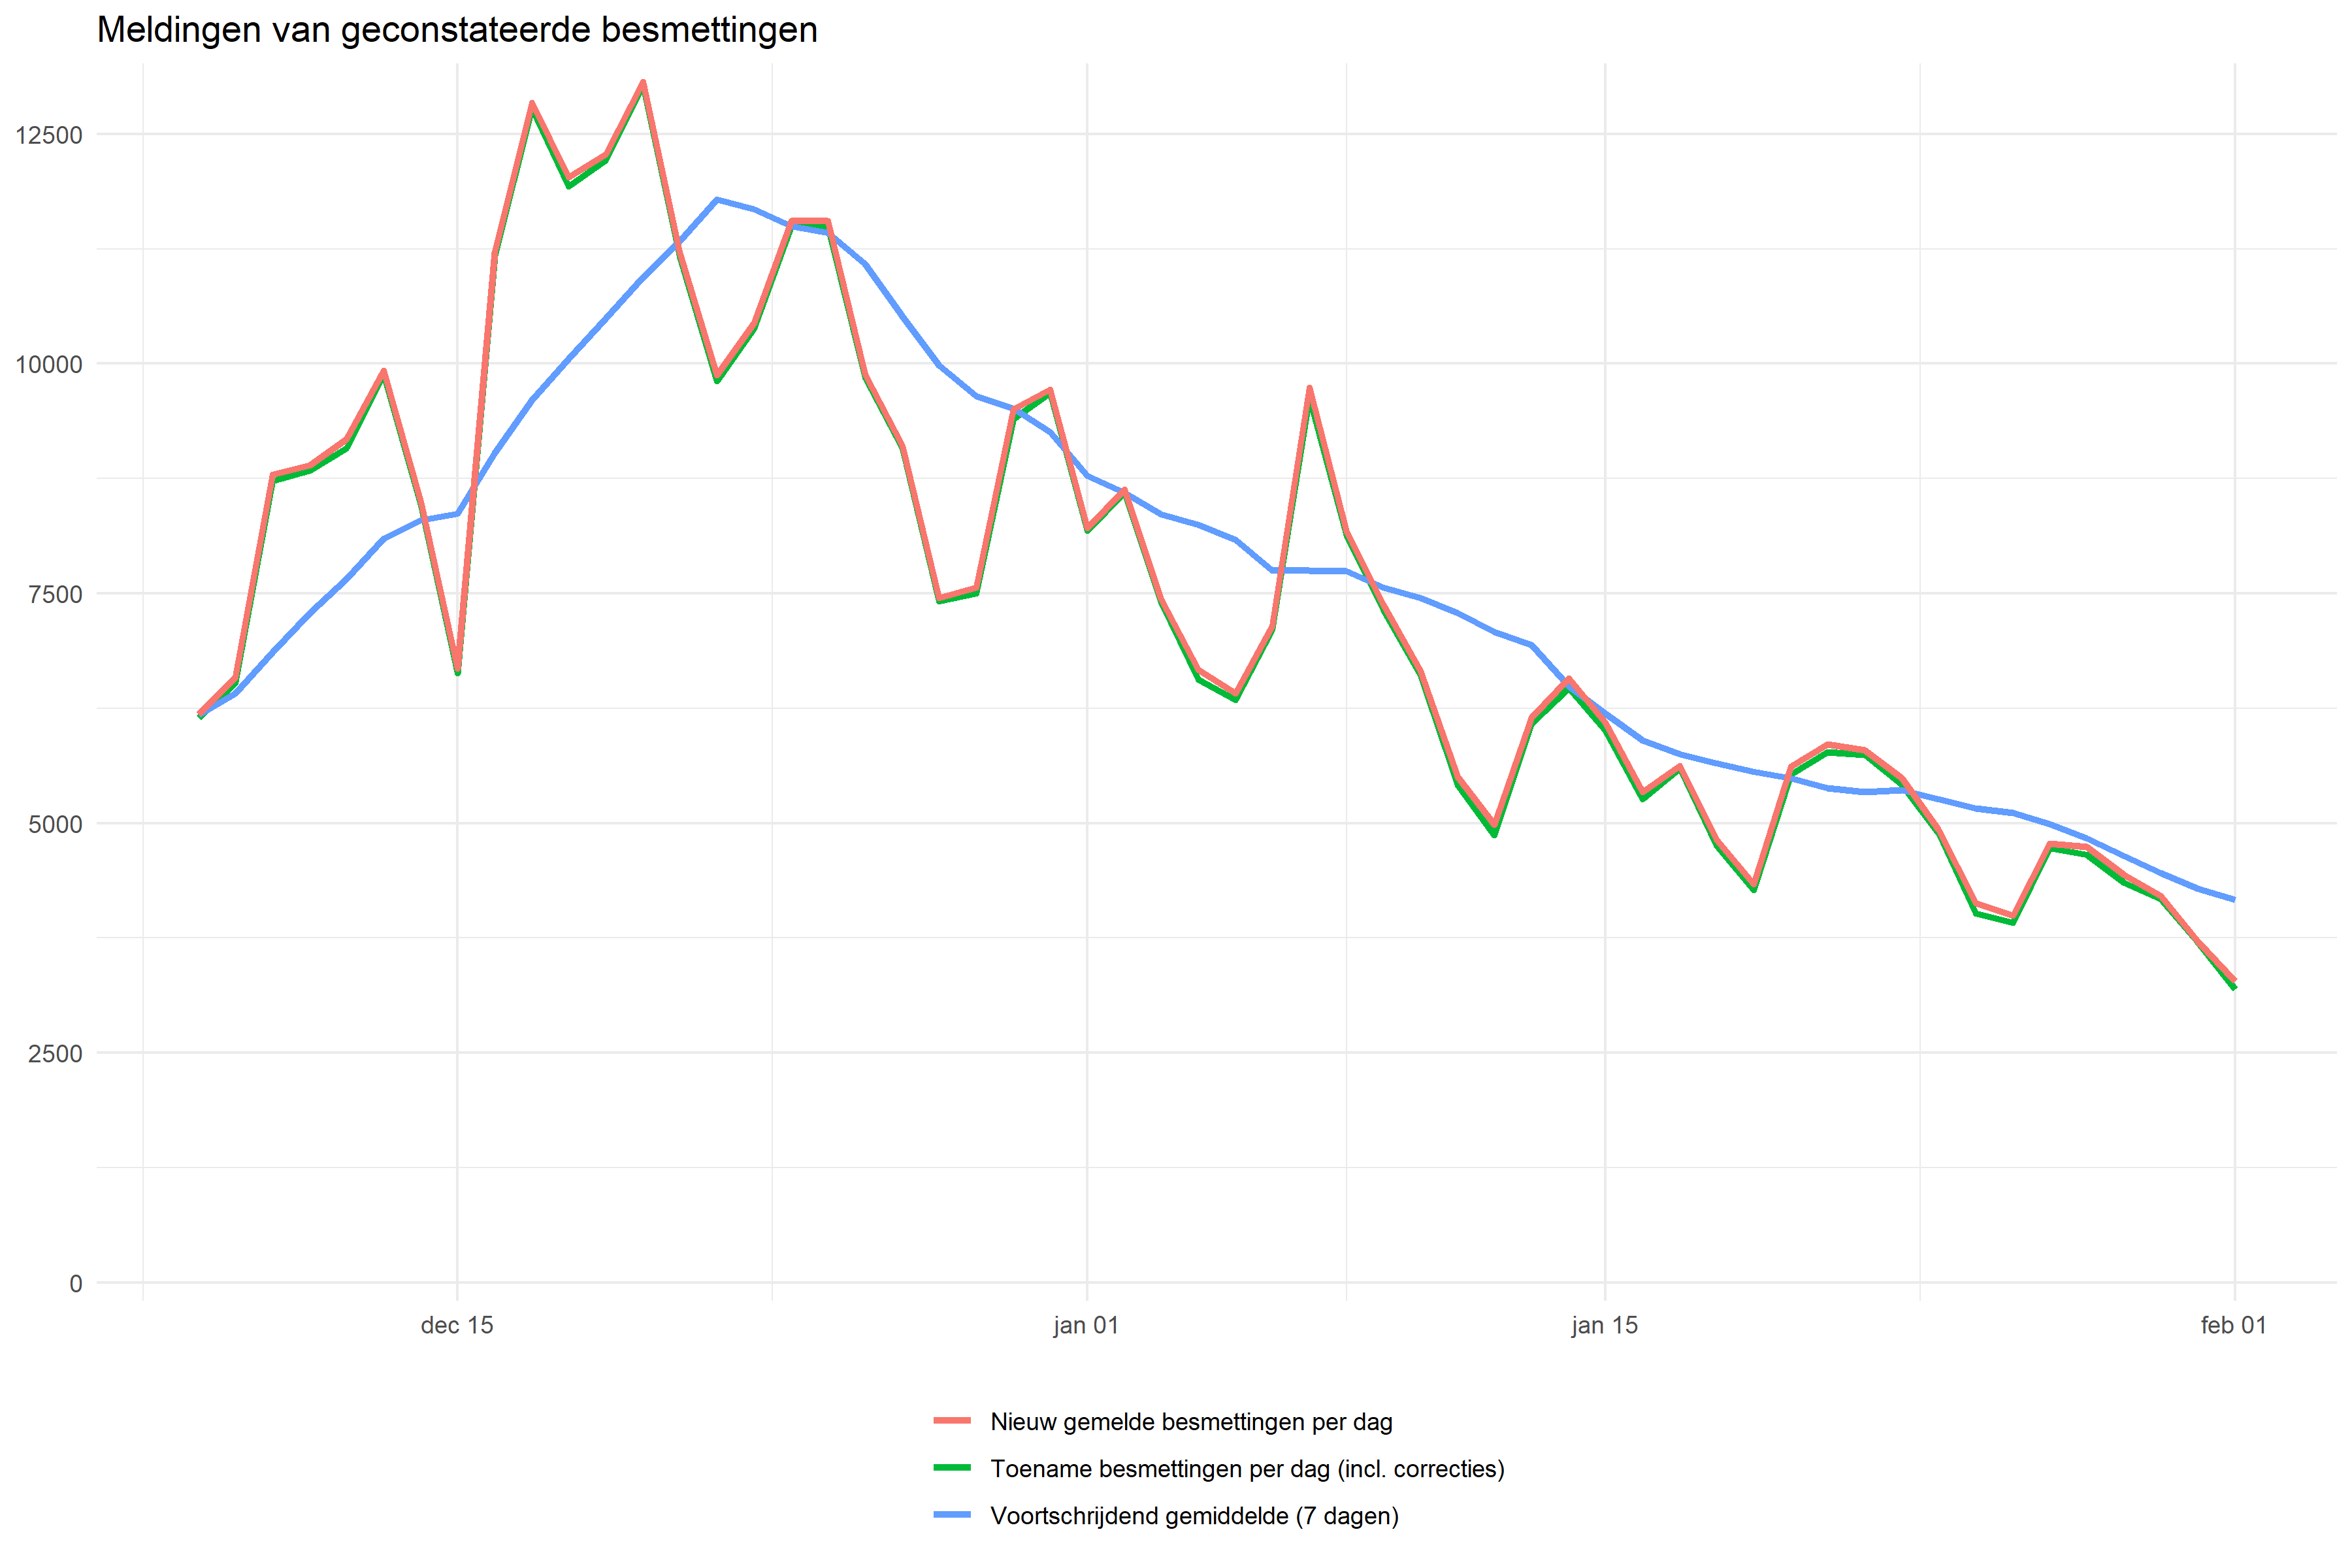 Meldingen van geconstateerde besmettingen
12500
10000
7500
5000
2500
0
dec 15
jan 01
jan 15
feb 01
Nieuw gemelde besmettingen per dag
Toename besmettingen per dag (incl. correcties)
Voortschrijdend gemiddelde (7 dagen)